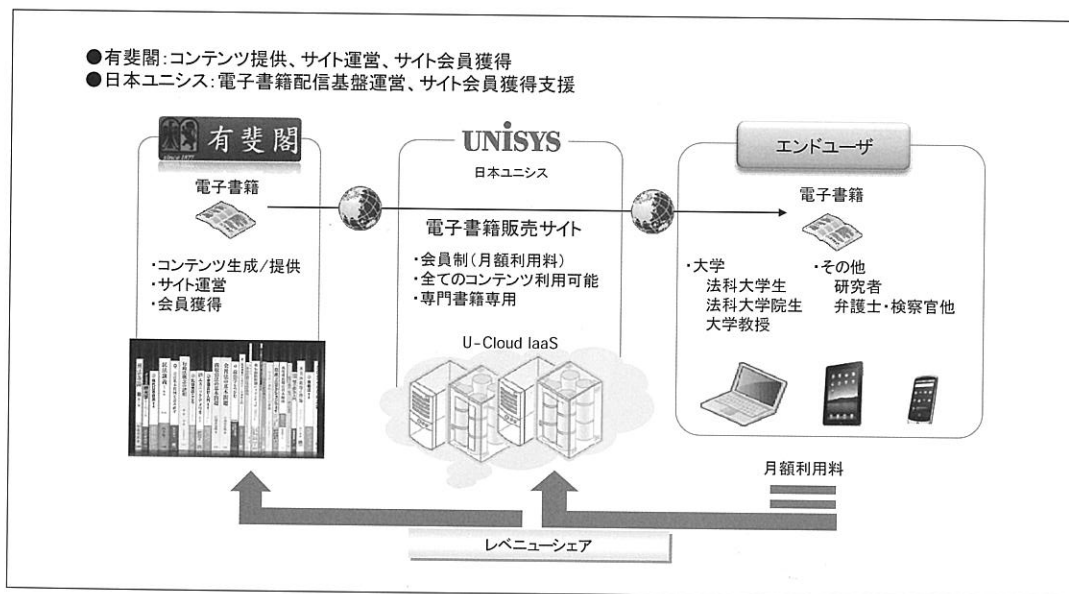 ●有斐閣：コンテンツ提供、サイト運営、サイト会員獲得
●日本ユニシス：電子書籍配信基盤運営、サイト会員獲得支援
有斐閣
since 1877
電子書籍
・コンテンツ生成/提供
・サイト運営
・会員獲得
UNISYS
日本ユニシス
電子書籍販売サイト
・会員制（月額利用料）
・全てのコンテンツ利用可能
・専門書籍専用
U-Cloud IaaS
エンドユーザ
電子書籍
・大学
法科大学生
法科大学院生
大学教授
・その他
研究者
弁護士・検察官他
月額利用料
レベニューシェア